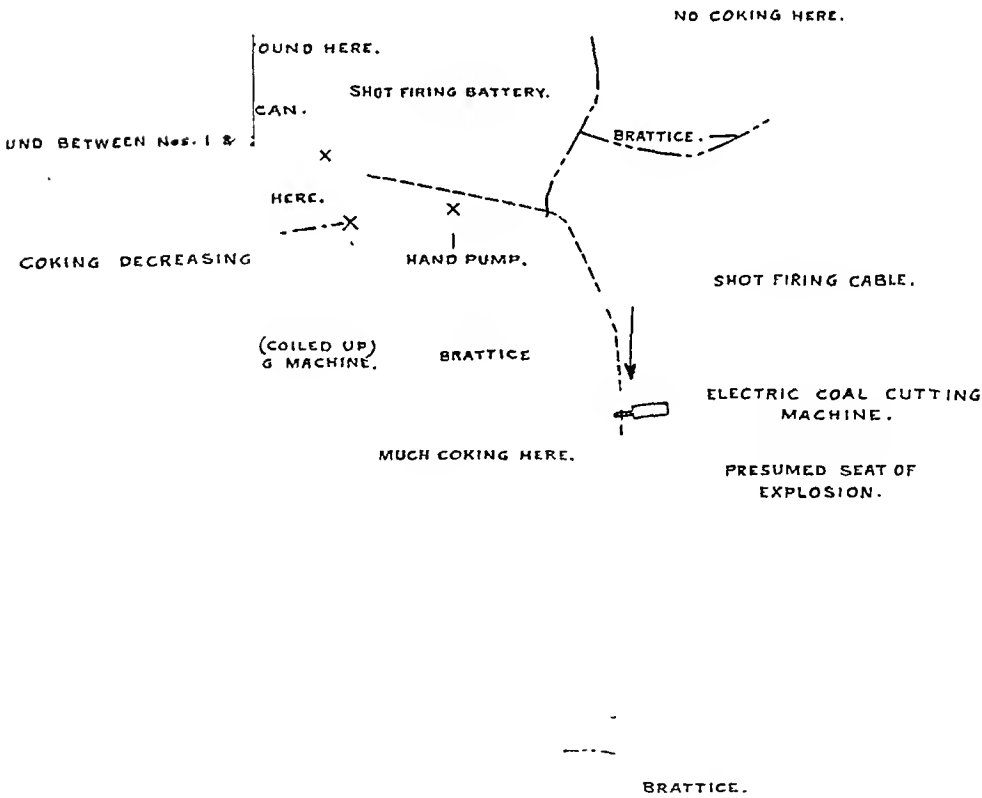 NO COKING HERE.
OUND HERE.
SHOT FIRING BATTERY.
CAN.
BRATTICE.
UND BETWEEN Nos. 1 &
HERE.
COKING DECREASING
HAND PUMP.
SHOT FIRING CABLE.
(COILED UP)
G MACHINE.
BRATTICE
ELECTRIC COAL CUTTING
MACHINE.
MUCH COKING HERE.
PRESUMED SEAT OF
EXPLOSION.
BRATTICE.